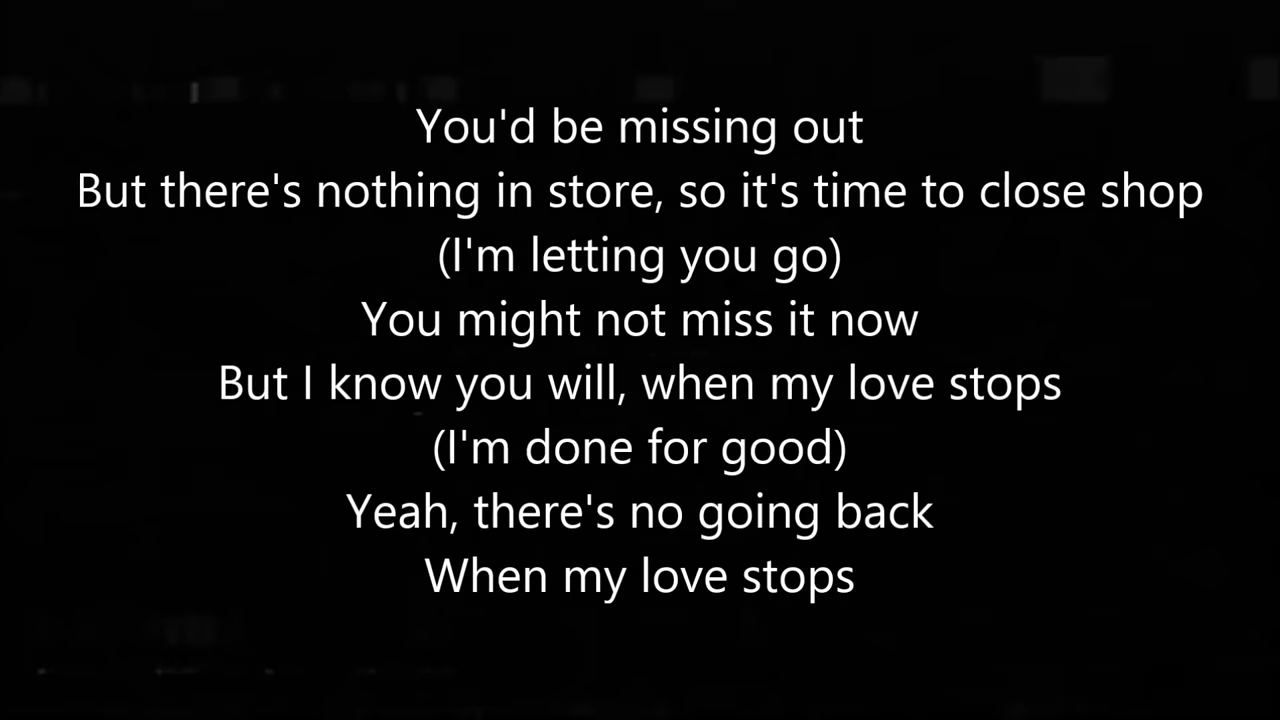 You'd be missing out
But there's nothing in store, so it's time to close shop
(I'm letting you go)
You might not miss it now
But I know you will, when my love stops
(I'm done for good)
Yeah, there's no going back
When my love stops